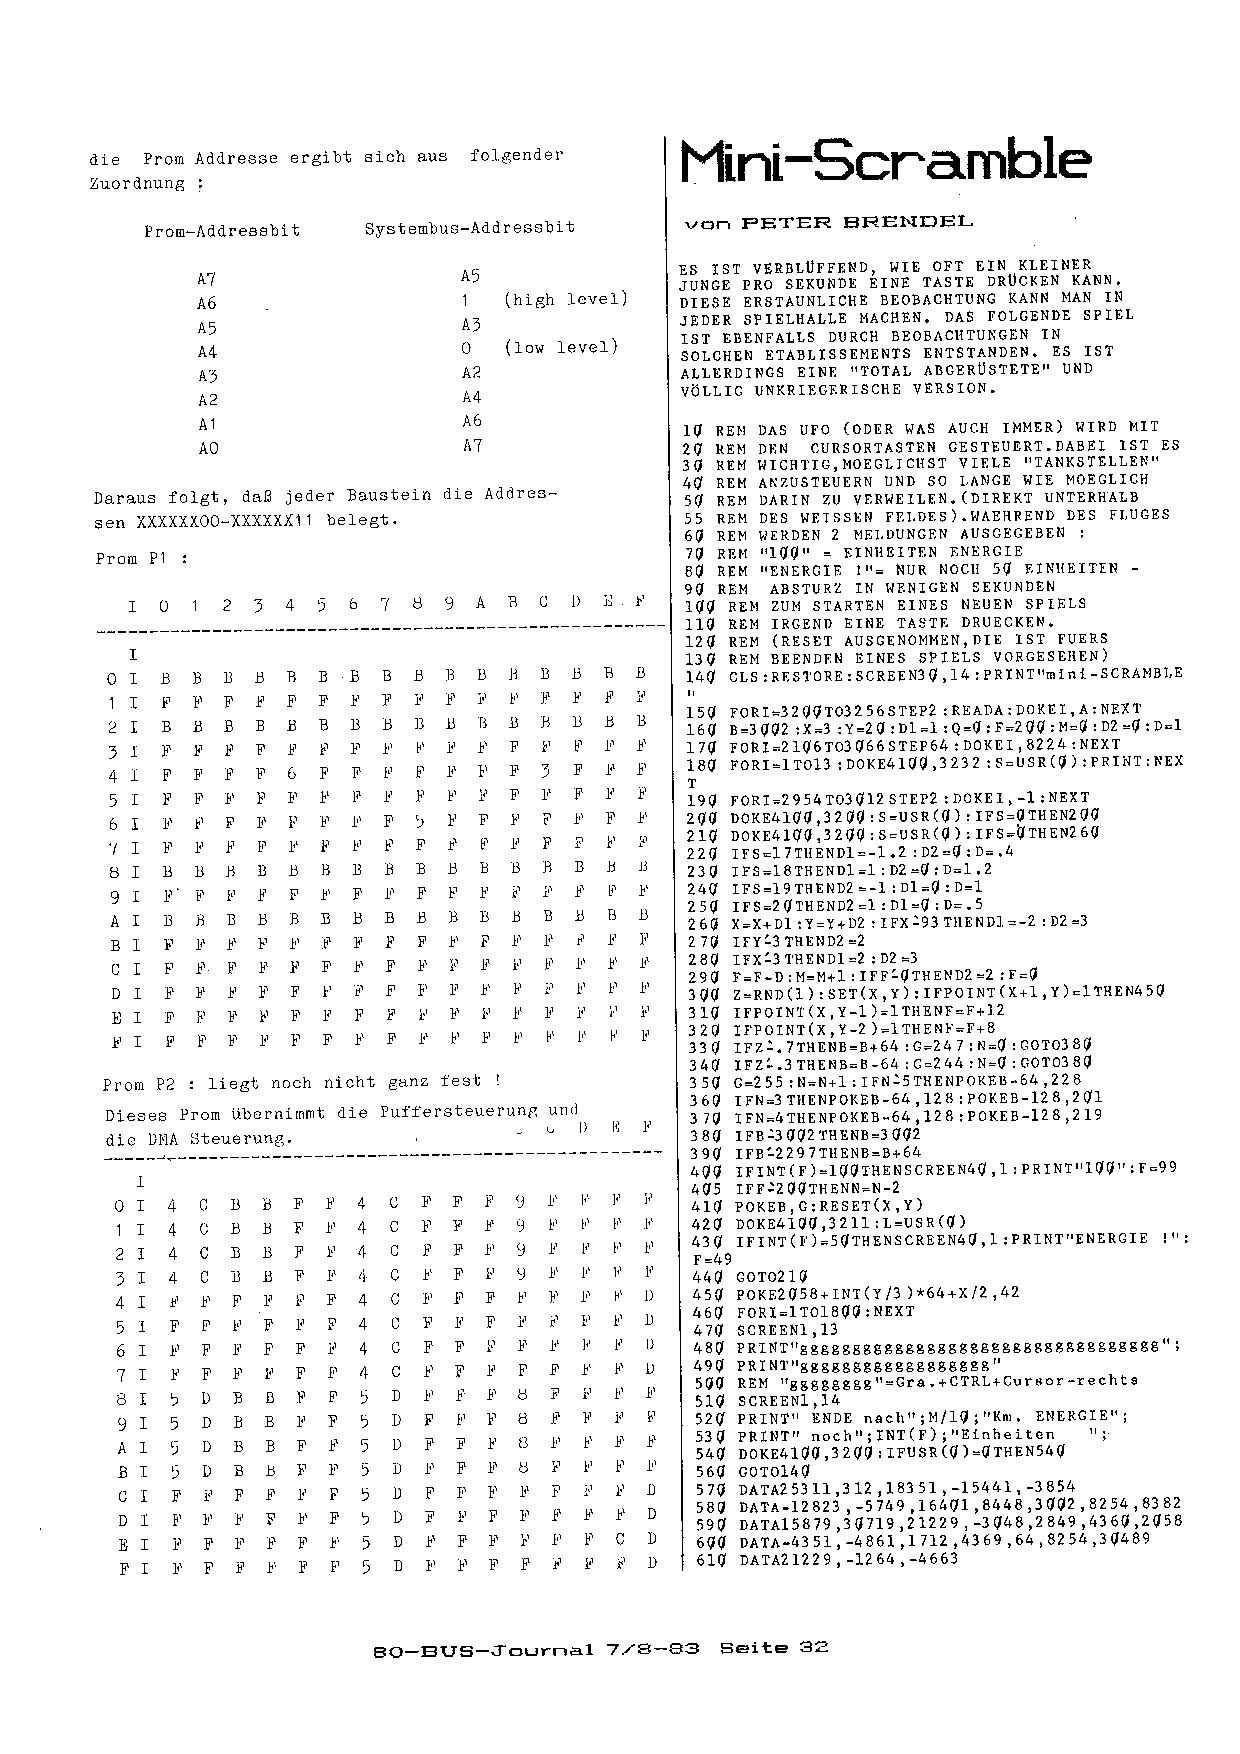 die Prom Addresse ergibt sich aus folgender
Zuordnung :
Prom-Addressbit Systembus-Addressbit
A7 A5
A6 1 (high level)
A5 A3
A4 0 (low level)
A3 A2
A2 A4
A1 A6
A0 A7
Daraus folgt, daß jeder Baustein die Addres-
sen XXXXXX00-XXXXXX11 belegt.
Prom P1 :
I 0 1 2 3 4 5 6 7 8 9 A B C D E F
I
0 I B B B B B B B B B B B B B B B B
1 I F F F F F F F F F F F F F F F F
2 I B B B B B B B B B B B B B B B B
3 I F F F F F F F F F F F F F F F F
4 I F F F F 6 F F F F F F F 3 F F F
5 I F F F F F F F F F F F F F F F F
6 I F F F F F F F F 5 F F F F F F F
7 I F F F F F F F F F F F F F F F F
8 I B B B B B B B B B B B B B B B B
9 I F F F F F F F F F F F F F F F F
A I B B B B B B B B B B B B B B B B
B I F F F F F F F F F F F F F F F F
C I F F F F F F F F F F F F F F F F
D I F F F F F F F F F F F F F F F F
E I F F F F F F F F F F F F F F F F
F I F F F F F F F F F F F F F F F F
Prom P2 : liegt noch nicht ganz fest !
Dieses Prom übernimmt die Puffersteuerung und
die DMA Steuerung. D E F
I
0 I 4 C B B F F 4 C F F F 9 F F F F
1 I 4 C B B F F 4 C F F F 9 F F F F
2 I 4 C B B F F 4 C F F F 9 F F F F
3 I 4 C B B F F 4 C F F F 9 F F F F
4 I F F F F F F 4 C F F F F F F F D
5 I F F F F F F 4 C F F F F F F F D
6 I F F F F F F 4 C F F F F F F F D
7 I F F F F F F 4 C F F F F F F F D
8 I 5 D B B F F 5 D F F F 8 F F F F
9 I 5 D B B F F 5 D F F F 8 F F F F
A I 5 D B B F F 5 D F F F 8 F F F F
B I 5 D B B F F 5 D F F F 8 F F F F
C I F F F F F F 5 D F F F F F F F D
D I F F F F F F 5 D F F F F F F F D
E I F F F F F F 5 D F F F F F F C D
F I F F F F F F 5 D F F F F F F F D
Mini-Scramble
von PETER BRENDEL
ES IST VERBLÜFFEND, WIE OFT EIN KLEINER
JUNGE PRO SEKUNDE EINE TASTE DRÜCKEN KANN.
DIESE ERSTAUNLICHE BEOBACHTUNG KANN MAN IN
JEDER SPIELHALLE MACHEN. DAS FOLGENDE SPIEL
IST EBENFALLS DURCH BEOBACHTUNGEN IN
SOLCHEN ETABLISSEMENTS ENTSTANDEN. ES IST
ALLERDINGS EINE "TOTAL ABGERÜSTETE" UND
VÖLLIG UNKRIEGERISCHE VERSION.
10 REM DAS UFO (ODER WAS AUCH IMMER) WIRD MIT
20 REM DEN CURSORTASTEN GESTEUERT.DABEI IST ES
30 REM WICHTIG,MOEGLICHST VIELE "TANKSTELLEN"
40 REM ANZUSTEUERN UND SO LANGE WIE MOEGLICH
50 REM DARIN ZU VERWEILEN.(DIREKT UNTERHALB
55 REM DES WEISSEN FELDES).WAEHREND DES FLUGES
60 REM WERDEN 2 MELDUNGEN AUSGEGEBEN :
70 REM "100" = EINHEITEN ENERGIE
80 REM "ENERGIE !"= NUR NOCH 50 EINHEITEN -
90 REM ABSTURZ IN WENIGEN SEKUNDEN
100 REM ZUM STARTEN EINES NEUEN SPIELS
110 REM IRGEND EINE TASTE DRUECKEN.
120 REM (RESET AUSGENOMMEN,DIE IST FUERS
130 REM BEENDEN EINES SPIELS VORGESEHEN)
140 CLS:RESTORE:SCREEN30,14:PRINT"mini-SCRAMBLE
"
150 FORI=3200TO3256STEP2:READA:DOKEI,A:NEXT
160 B=3002:X=3:Y=20:D1=1:Q=0:F=200:M=0:D2=0:D=1
170 FORI=2106TO3066STEP64:DOKEI,8224:NEXT
180 FORI=1TO13:DOKE4100,3232:S=USR(0):PRINT:NEX
T
190 FORI=2954TO3012STEP2:DOKEI,-1:NEXT
200 DOKE4100,3200:S=USR(0):IFS=0THEN200
210 DOKE4100,3200:S=USR(0):IFS=0THEN260
220 IFS=17THEND1=-1.2:D2=0:D=.4
230 IFS=18THEND1=1:D2=0:D=1.2
240 IFS=19THEND2=-1:D1=0:D=1
250 IFS=20THEND2=1:D1=0:D=.5
260 X=X+D1:Y=Y+D2:IFX÷93THEND1=-2:D2=3
270 IFY÷3THEND2=2
280 IFX÷3THEND1=2:D2=3
290 F=F-D:M=M+1:IFF÷0THEND2=2:F=0
300 Z=RND(1):SET(X,Y):IFPOINT(X+1,Y)=1THEN450
310 IFPOINT(X,Y-1)=1THENF=F+12
320 IFPOINT(X,Y-2)=1THENF=F+8
330 IFZ÷.7THENB=B+64:G=247:N=0:GOTO380
340 IFZ÷.3THENB=B-64:G=244:N=0:GOTO380
350 G=255:N=N+1:IFN÷5THENPOKEB-64,228
360 IFN=3THENPOKEB-64,128:POKEB-128,201
370 IFN=4THENPOKEB-64,128:POKEB-128,219
380 IFB÷3002THENB=3002
390 IFB÷2297THENB=B+64
400 IFINT(F)=100THENSCREEN40,1:PRINT"100":F=99
405 IFF÷200THENN=N-2
410 POKEB,G:RESET(X,Y)
420 DOKE4100,3211:L=USR(0)
430 IFINT(F)=50THENSCREEN40,1:PRINT"ENERGIE !":
F=49
440 GOTO210
450 POKE2058+INT(Y/3)*64+X/2,42
460 FORI=1TO1800:NEXT
470 SCREEN1,13
480 PRINT"gggggggggggggggggggggggggggggggggg";
490 PRINT"gggggggggggggggggg"
500 REM "gggggggg"=Gra.+CTRL+Cursor-rechts
510 SCREEN1,14
520 PRINT" ENDE nach";M/10;"Km. ENERGIE";
530 PRINT" noch";INT(F);"Einheiten ";
540 DOKE4100,3200:IFUSR(0)=0THEN540
560 GOTO140
570 DATA25311,312,18351,-15441,-3854
580 DATA-12823,-5749,16401,8448,3002,8254,8382
590 DATA15879,30719,21229,-3048,2849,4360,2058
600 DATA-4351,-4861,1712,4369,64,8254,30489
610 DATA21229,-1264,-4663
80-BUS-Journal 7/8-83 Seite 32